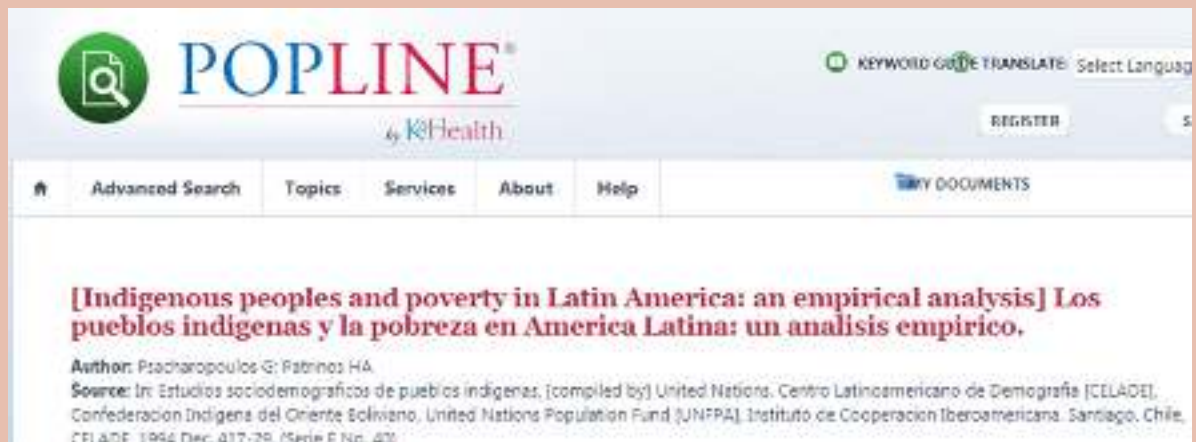 POPLINE®
by K4Health
KEYWORD GUIDE TRANSLATE: Select Languag
REGISTER S
Advanced Search Topics Services About Help MY DOCUMENTS
[Indigenous peoples and poverty in Latin America: an empirical analysis] Los
pueblos indigenas y la pobreza en America Latina: un analisis empirico.
Author: Psacharopoulos G; Patrinos HA
Source: In: Estudios sociodemograficos de pueblos indigenas, [compiled by] United Nations. Centro Latinoamericano de Demografia [CELADE],
Confederacion Indigena del Oriente Boliviano, United Nations Population Fund [UNFPA], Instituto de Cooperacion Iberoamericana. Santiago, Chile,
CELADE, 1994 Dec. 417-29. (Serie E No. 40)